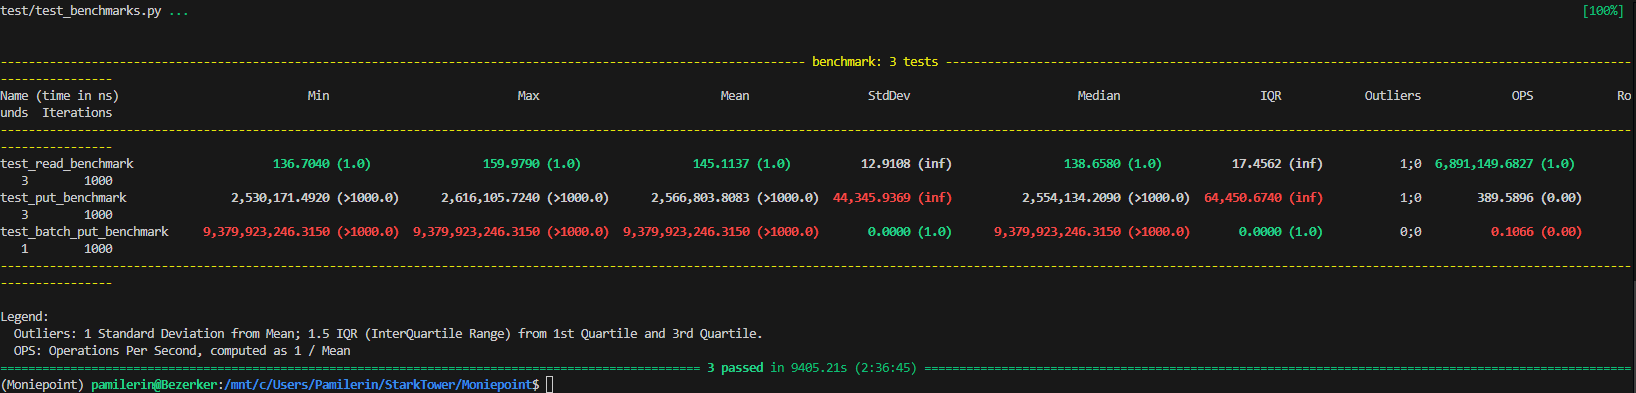 test/test_benchmarks.py ... [100%]
---------------- benchmark: 3 tests ----------------
----------------
Name (time in ns) Min Max Mean StdDev Median IQR Outliers OPS Ro
unds Iterations
----------------
----------------
test_read_benchmark 136.7040 (1.0) 159.9790 (1.0) 145.1137 (1.0) 12.9108 (inf) 138.6580 (1.0) 17.4562 (inf) 1;0 6,891,149.6827 (1.0)
3 1000
test_put_benchmark 2,530,171.4920 (>1000.0) 2,616,105.7240 (>1000.0) 2,566,803.8083 (>1000.0) 44,345.9369 (inf) 2,554,134.2090 (>1000.0) 64,450.6740 (inf) 1;0 389.5896 (0.00)
3 1000
test_batch_put_benchmark 9,379,923,246.3150 (>1000.0) 9,379,923,246.3150 (>1000.0) 9,379,923,246.3150 (>1000.0) 0.0000 (1.0) 9,379,923,246.3150 (>1000.0) 0.0000 (1.0) 0;0 0.1066 (0.00)
1 1000
----------------
----------------
Legend:
Outliers: 1 Standard Deviation from Mean; 1.5 IQR (InterQuartile Range) from 1st Quartile and 3rd Quartile.
OPS: Operations Per Second, computed as 1 / Mean
================ 3 passed in 9405.21s (2:36:45) ================
(Moniepoint) pamilerin@Bezerker:/mnt/c/Users/Pamilerin/StarkTower/Moniepoint$